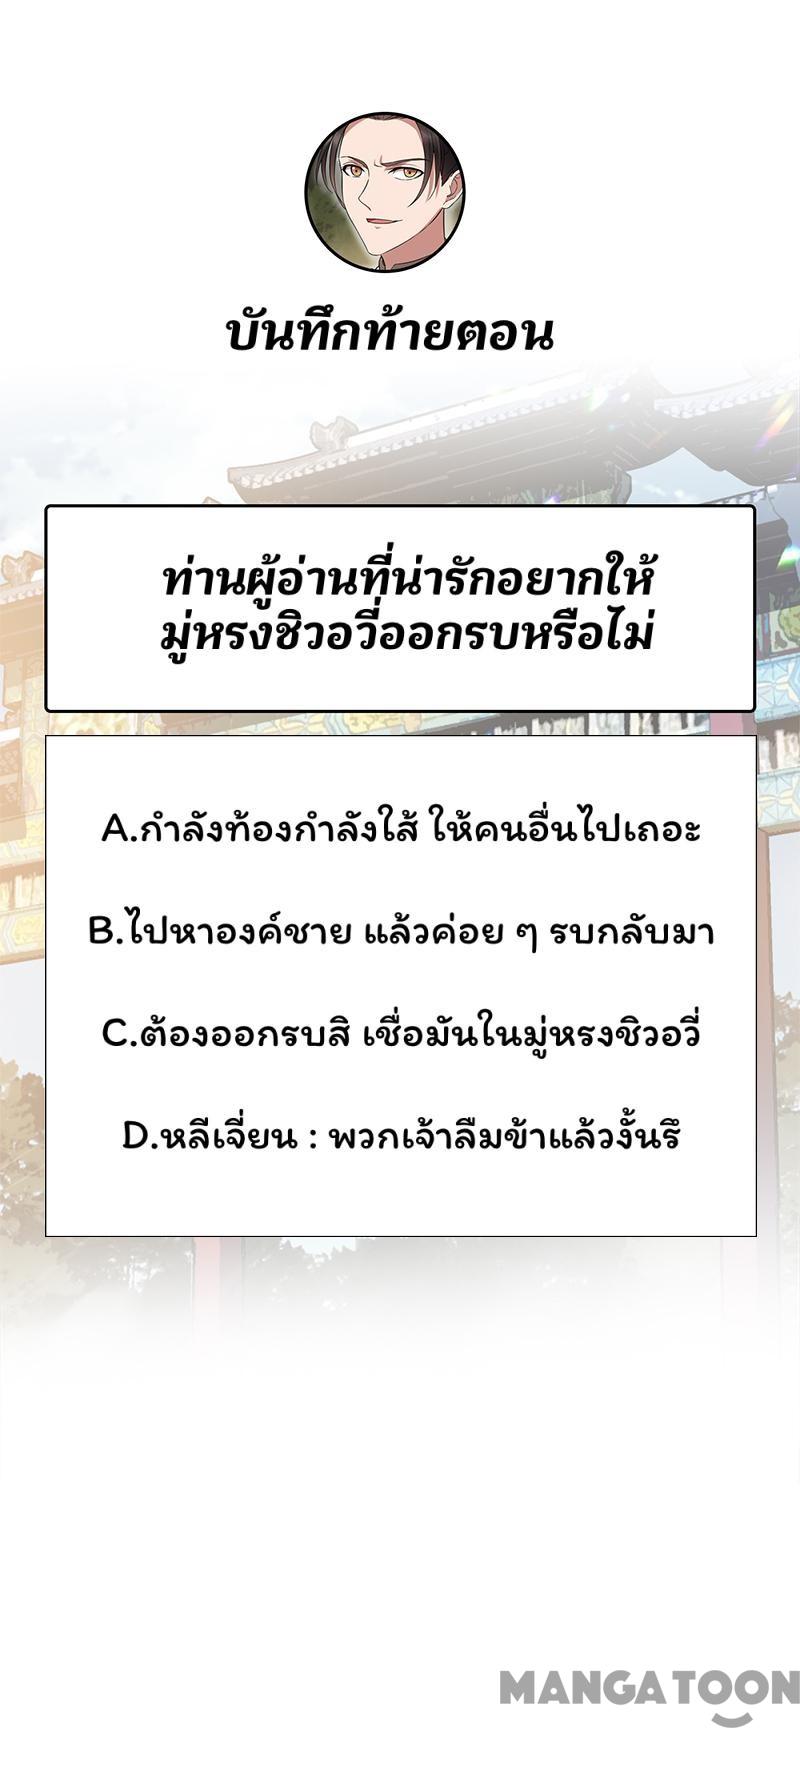 บันทึกท้ายตอน
ท่านผู้อ่านที่น่ารักอยากให้
มู่หรงชิวอวี่ออกรบหรือไม่
A.กำลังท้องกำลังใส้ ให้คนอื่นไปเถอะ
B.ไปหาองค์ชาย แล้วค่อย ๆ รบกลับมา
C.ต้องออกรบสิ เชื่อมันในมู่หรงชิวอวี่
D.หลีเจี่ยน : พวกเจ้าลืมข้าแล้วงั้นรึ
MANGATOON